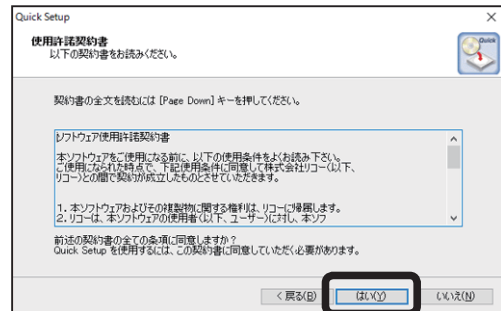 Quick Setup
使用許諾契約書
以下の契約書をお読みください。
Quick
契約書の全文を読むには [Page Down] キーを押してください。
ソフトウェア使用許諾契約書
本ソフトウェアをご使用になる前に、以下の使用条件をよくお読み下さい。
ご使用になられた時点で、下記使用条件に同意して株式会社リコー(以下、
リコー)との間で契約が成立したものとさせていただきます。
1. 本ソフトウェアおよびその複製物に関する権利は、リコーに帰属します。
2. リコーは、本ソフトウェアの使用者(以下、ユーザー)に対し、本ソフ
前述の契約書の全ての条項に同意しますか?
Quick Setup を使用するには、この契約書に同意していただく必要があります。
< 戻る(B) はい(Y) いいえ(N)